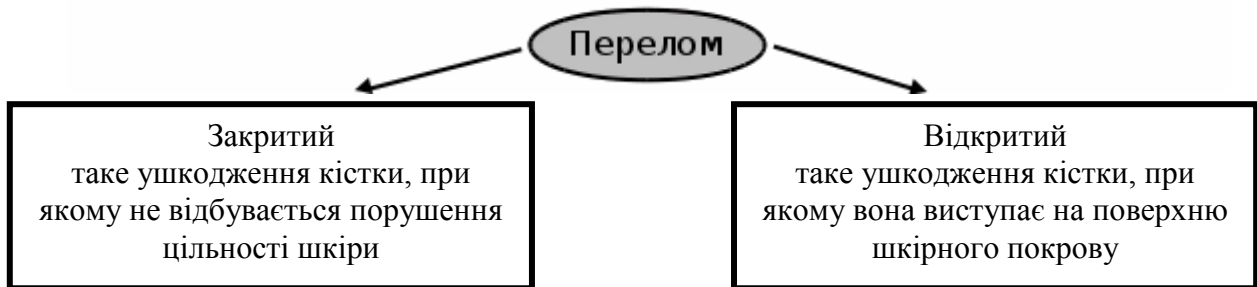 Перелом
Закритий
таке ушкодження кістки, при
якому не відбувається порушення
цільності шкіри
Відкритий
таке ушкодження кістки, при
якому вона виступає на поверхню
шкірного покрову